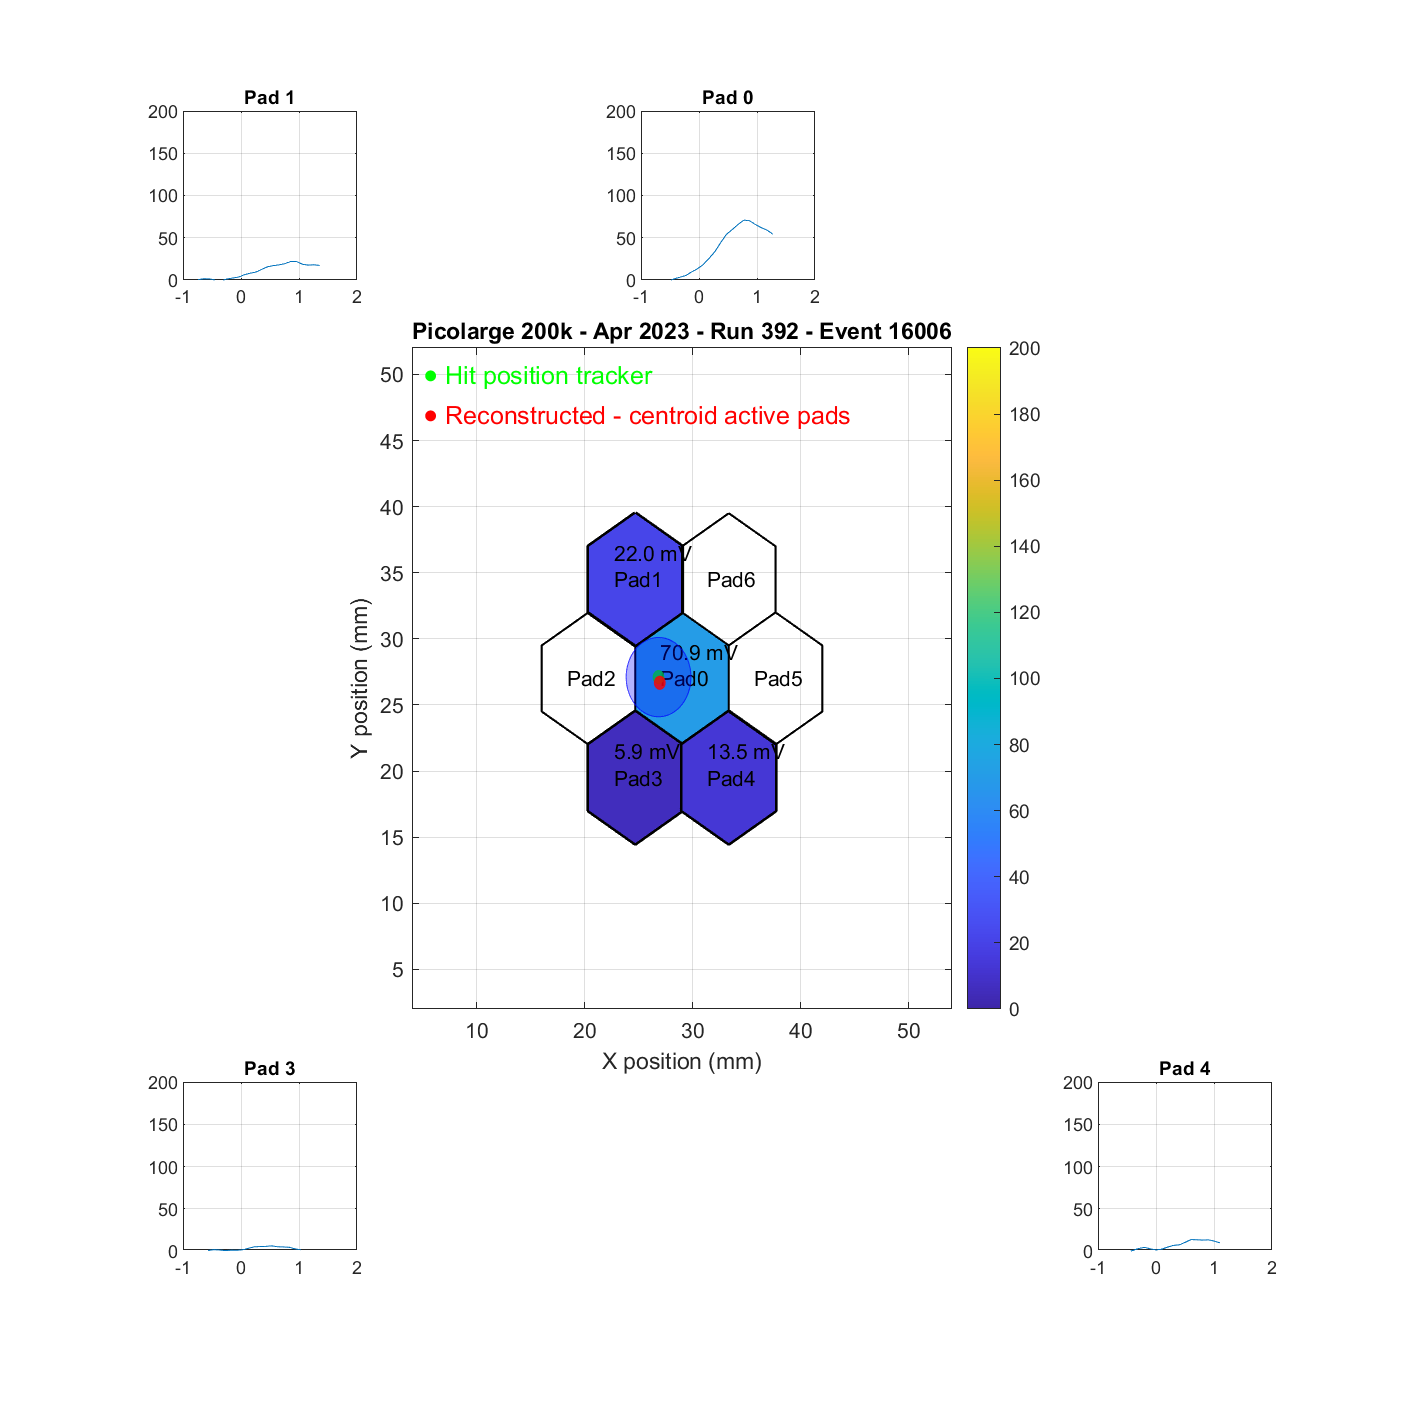 Pad 1
200
150
100
50
0
-1 0 1 2
Pad 0
200
150
100
50
0
-1 0 1 2
Picolarge 200k - Apr 2023 - Run 392 - Event 16006
Hit position tracker
Reconstructed - centroid active pads
Y position (mm)
50
45
40
35
30
25
20
15
10
5
22.0 mV
Pad1
Pad6
70.9 mV
Pad2
Pad0
Pad5
5.9 mV
Pad3
13.5 mV
Pad4
10 20 30 40 50
X position (mm)
200
180
160
140
120
100
80
60
40
20
0
Pad 3
200
150
100
50
0
-1 0 1 2
Pad 4
200
150
100
50
0
-1 0 1 2